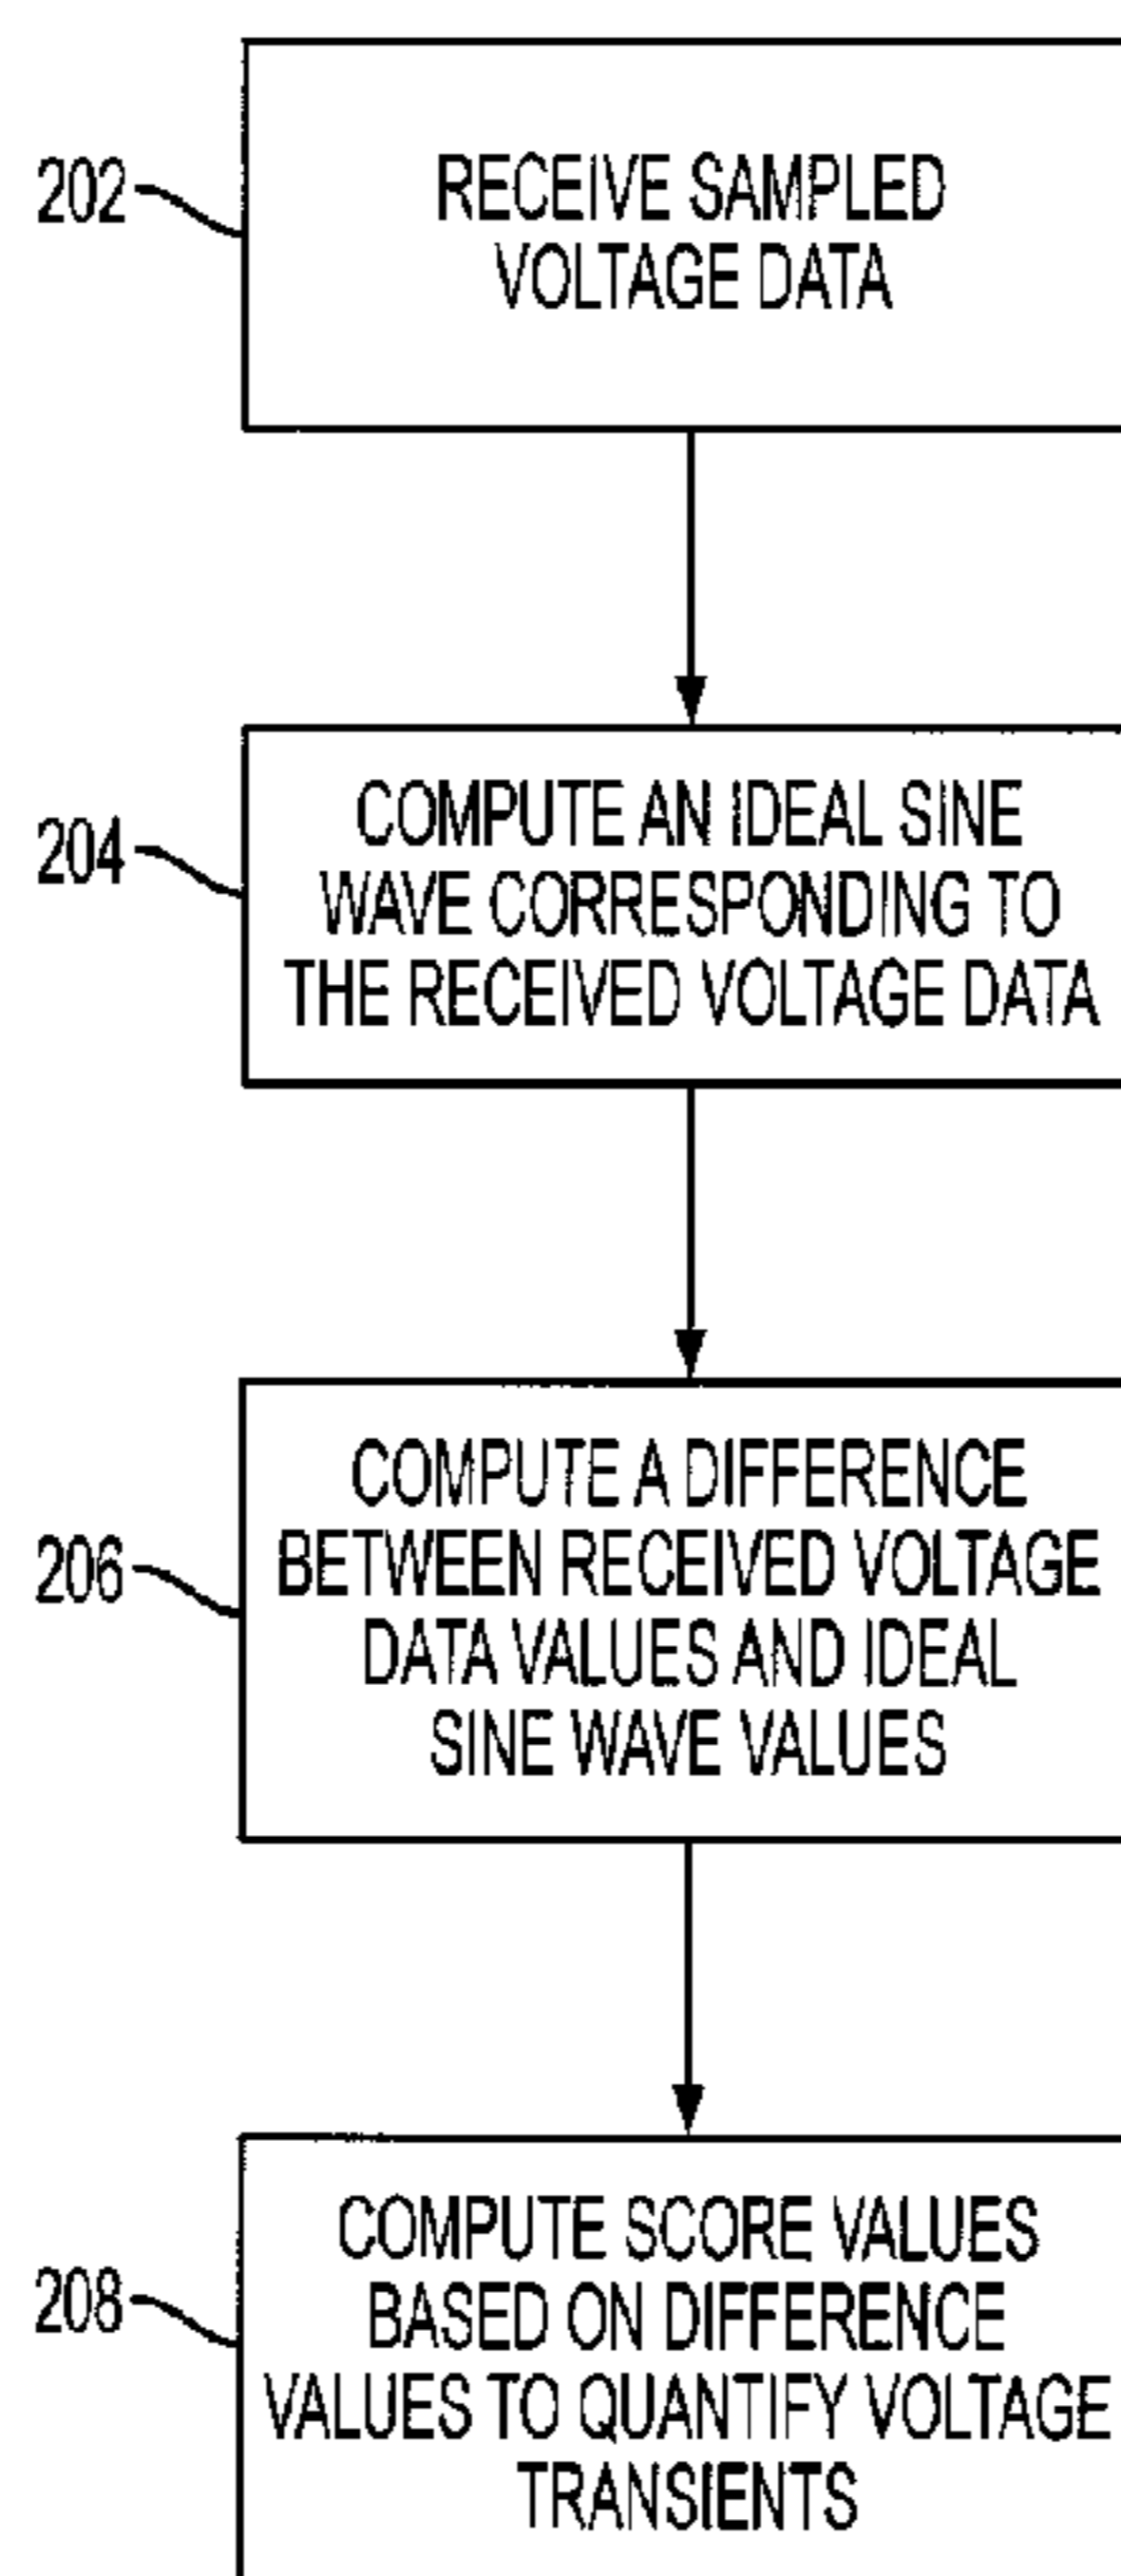 202
RECEIVE SAMPLED
VOLTAGE DATA
204
COMPUTE AN IDEAL SINE
WAVE CORRESPONDING TO
THE RECEIVED VOLTAGE DATA
206
COMPUTE A DIFFERENCE
BETWEEN RECEIVED VOLTAGE
DATA VALUES AND IDEAL
SINE WAVE VALUES
208
COMPUTE SCORE VALUES
BASED ON DIFFERENCE
VALUES TO QUANTIFY VOLTAGE
TRANSIENTS